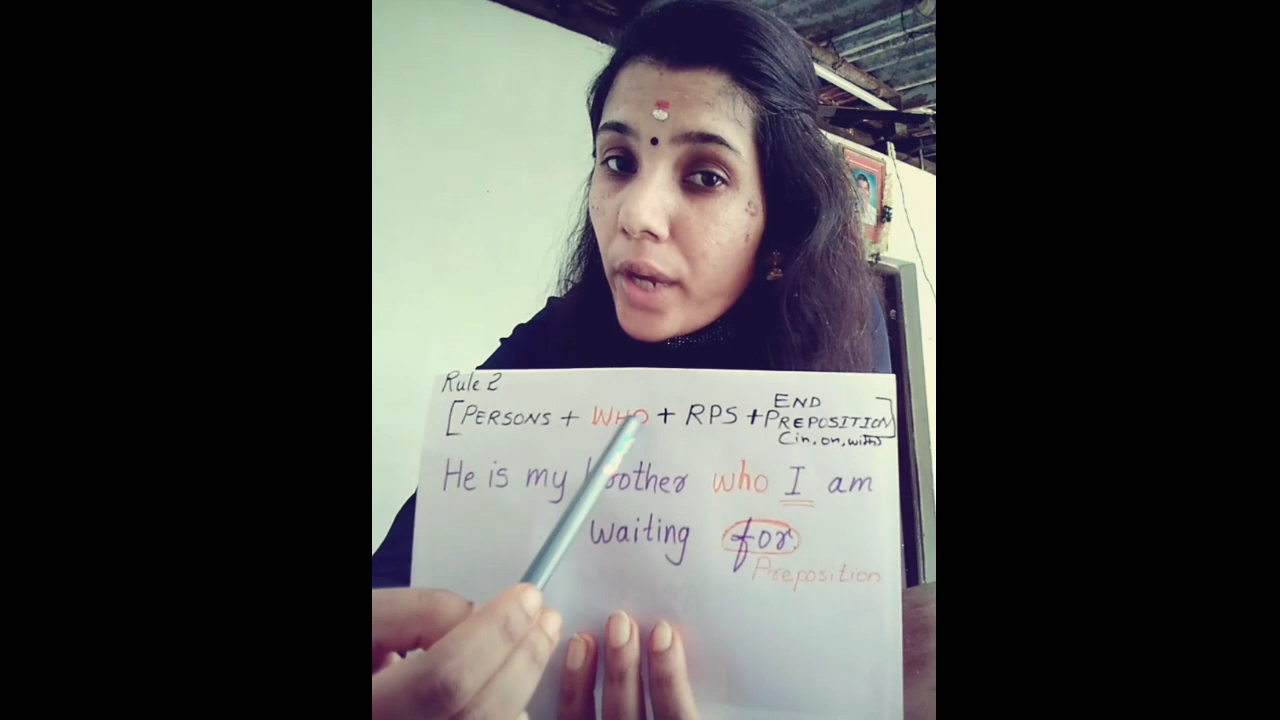 Rule 2
[PERSONS + WHO + RPS + END PREPOSITION]
(in, on, with)
He is my brother who I am
waiting for
Preposition